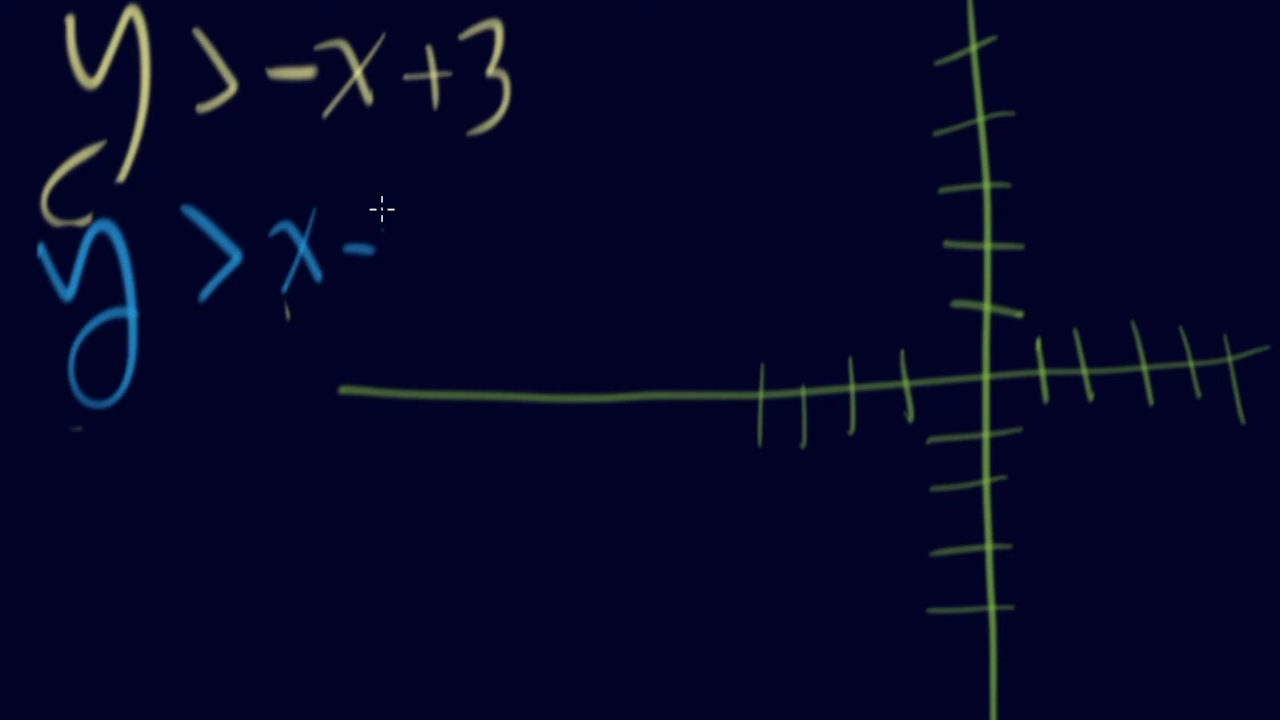 y > -x + 3
y > x -